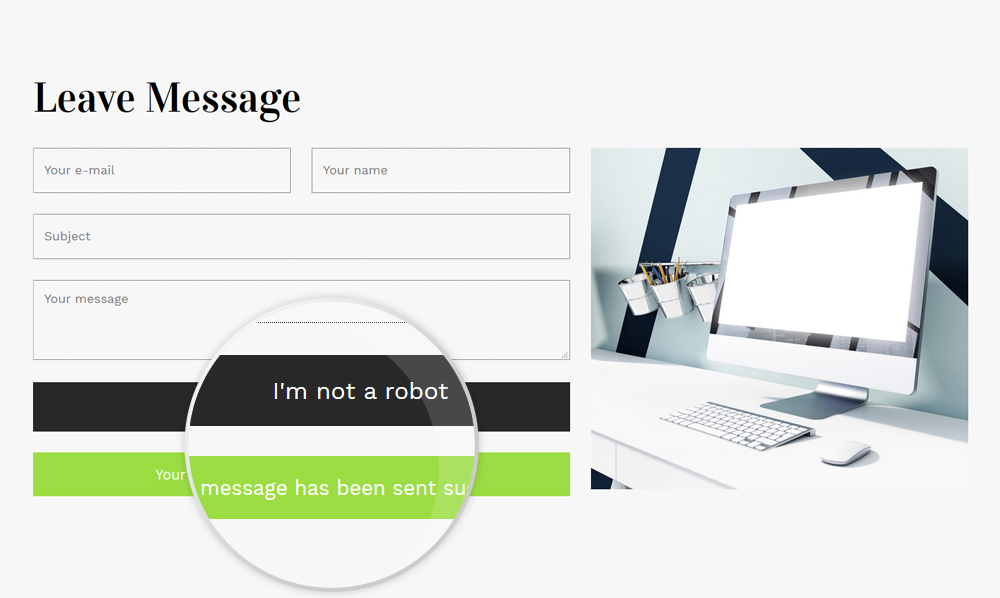 Leave Message
Your e-mail
Your name
Subject
Your message
I'm not a robot
Your message has been sent su